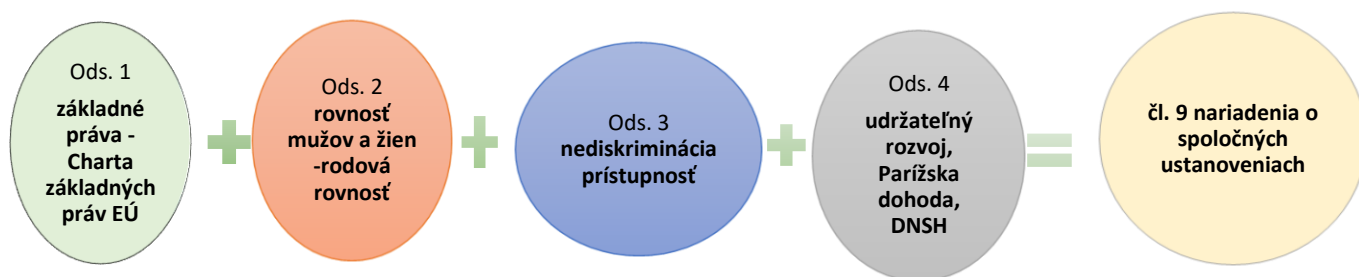 Ods. 1
základné
práva -
Charta
základných
práv EÚ
Ods. 2
rovnosť
mužov a žien
-rodová
rovnosť
Ods. 3
nediskriminácia
prístupnosť
Ods. 4
udržateľný
rozvoj,
Parížska
dohoda,
DNSH
čl. 9 nariadenia o
spoločných
ustanoveniach